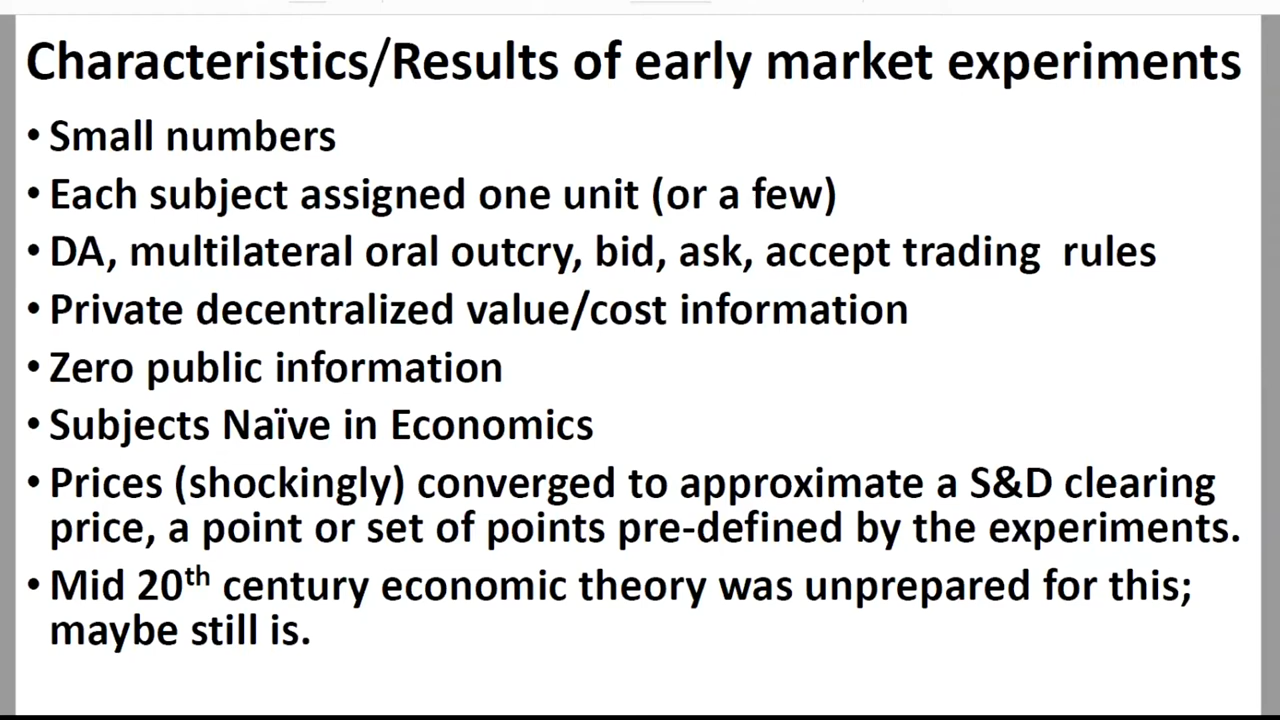 Characteristics/Results of early market experiments
• Small numbers
• Each subject assigned one unit (or a few)
• DA, multilateral oral outcry, bid, ask, accept trading rules
• Private decentralized value/cost information
• Zero public information
• Subjects Naïve in Economics
• Prices (shockingly) converged to approximate a S&D clearing
price, a point or set of points pre-defined by the experiments.
• Mid 20th century economic theory was unprepared for this;
maybe still is.